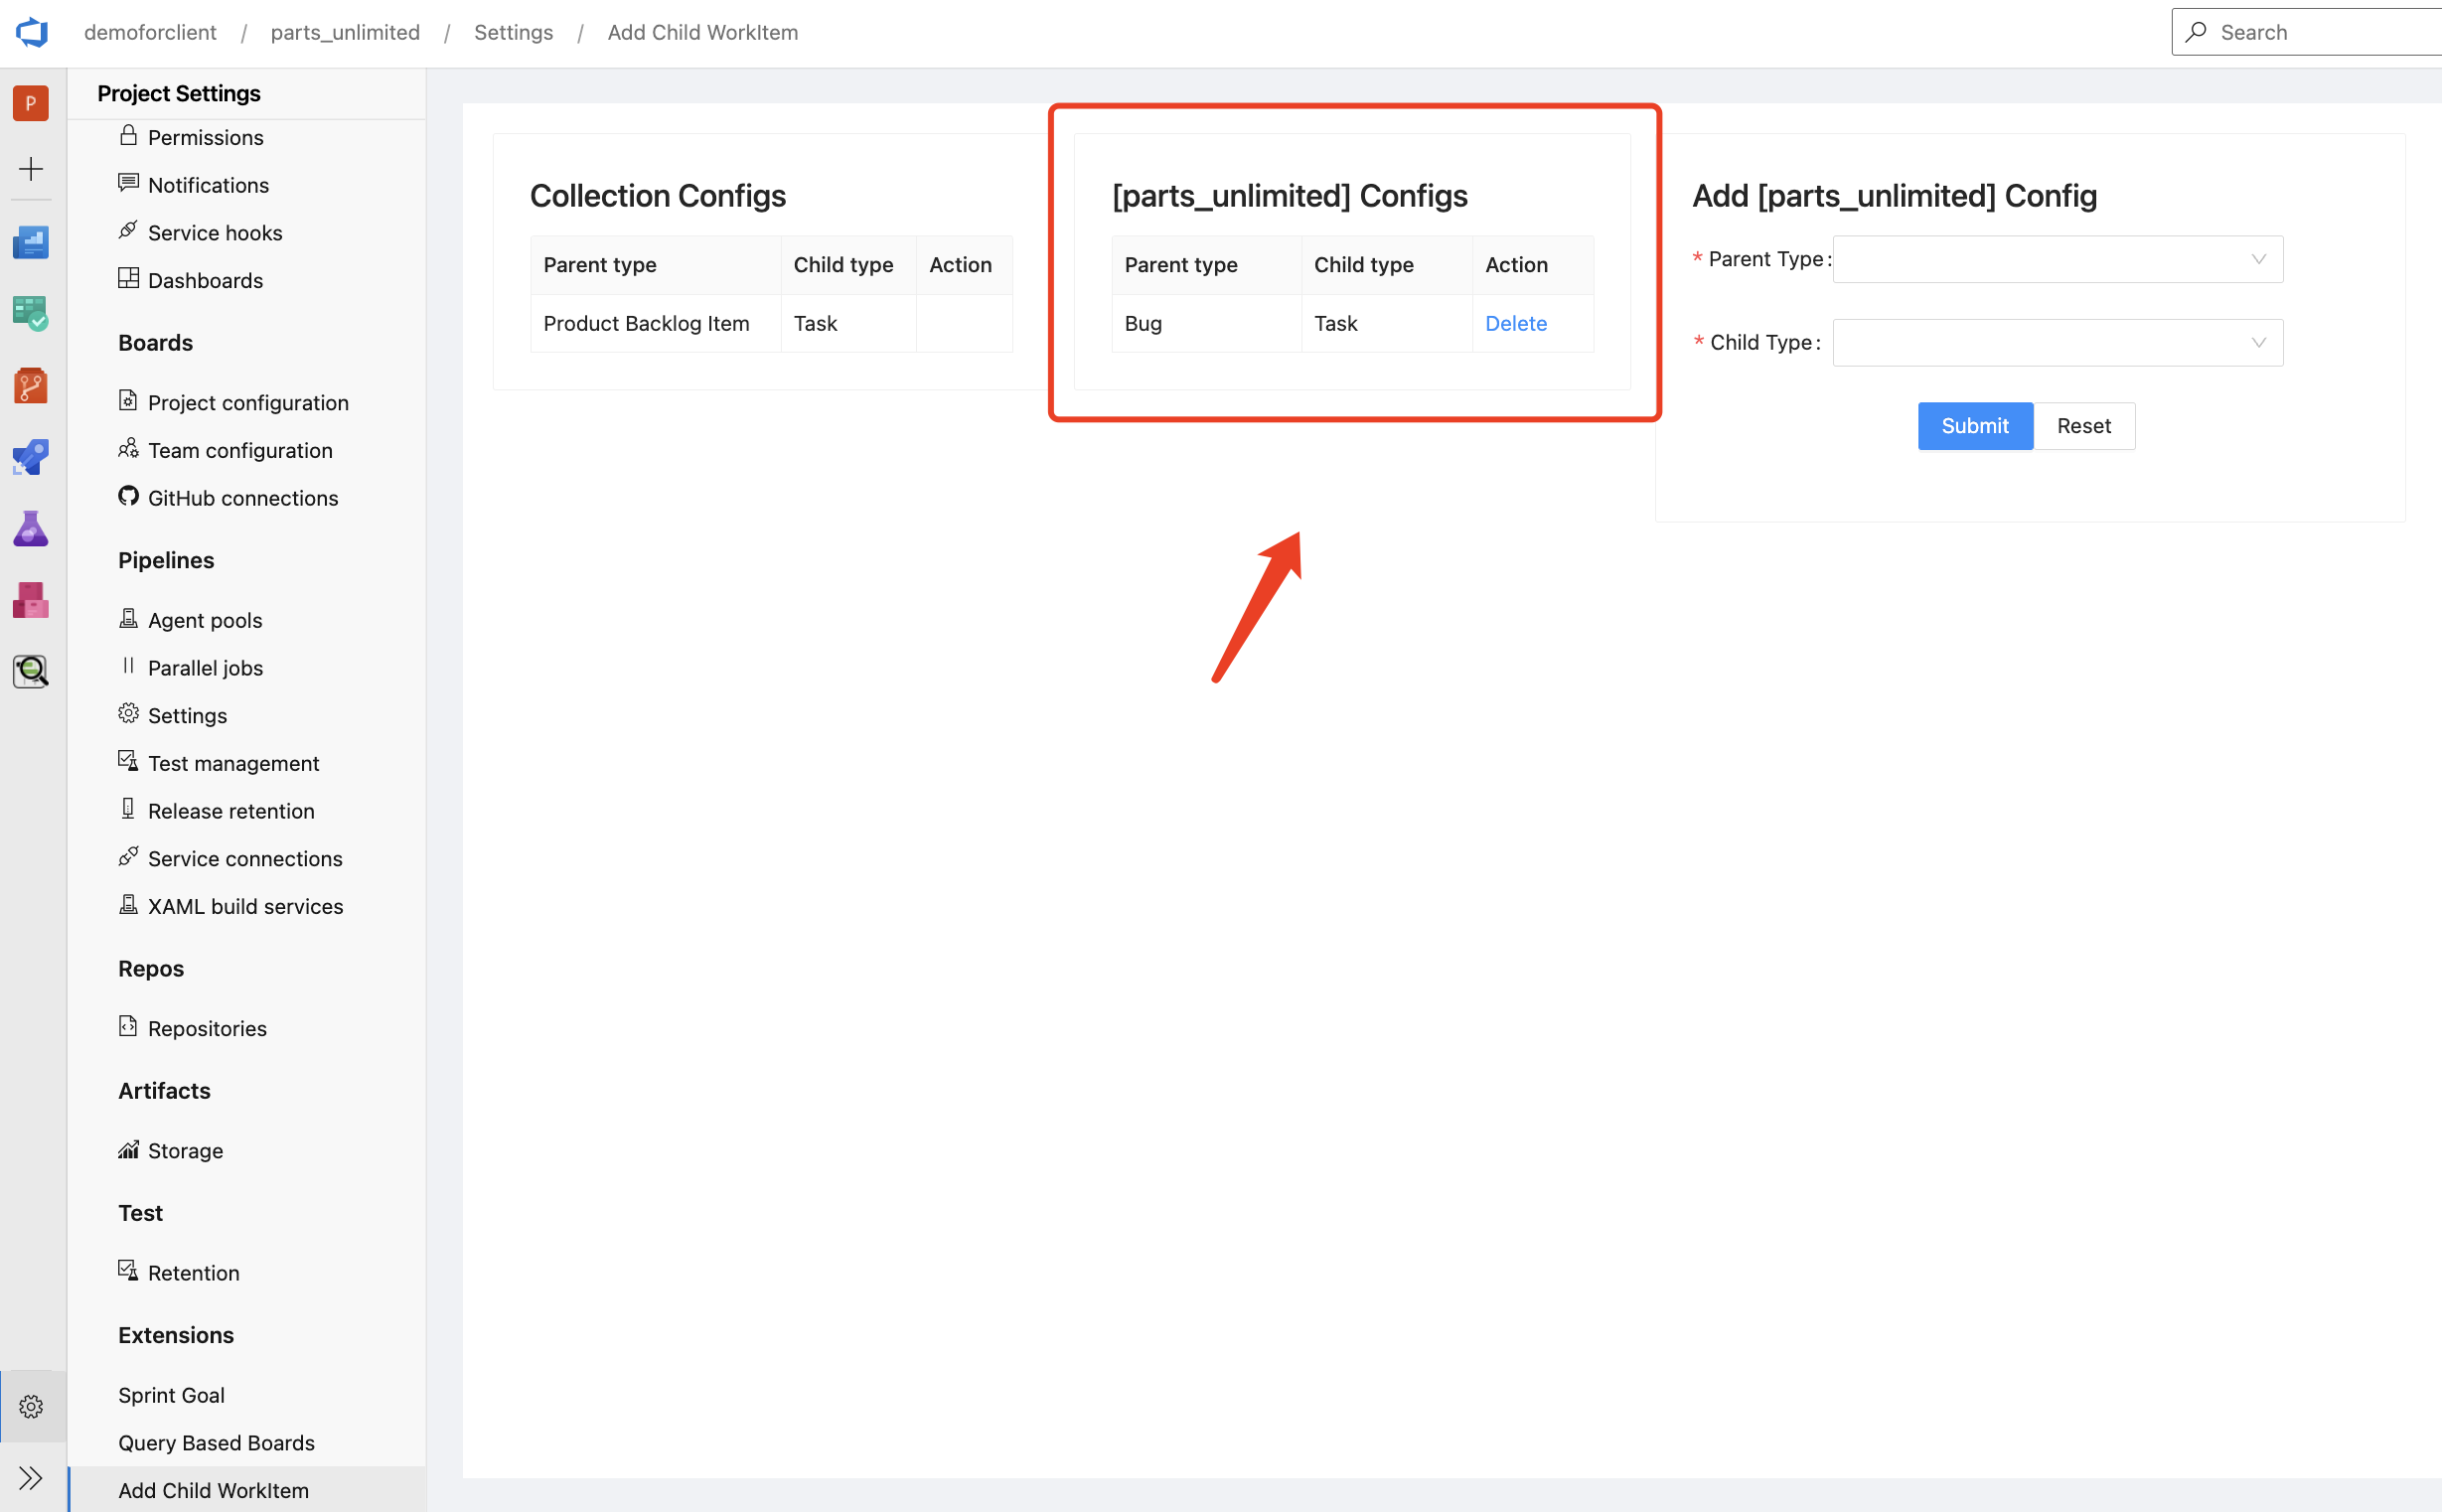 demoforclient / parts_unlimited / Settings / Add Child WorkItem
Search
P
Project Settings
Permissions
Notifications
Service hooks
Dashboards
Boards
Project configuration
Team configuration
GitHub connections
Pipelines
Agent pools
Parallel jobs
Settings
Test management
Release retention
Service connections
XAML build services
Repos
Repositories
Artifacts
Storage
Test
Retention
Extensions
Sprint Goal
Query Based Boards
Add Child WorkItem
Collection Configs
Parent type Child type Action
Product Backlog Item Task
[parts_unlimited] Configs
Parent type Child type Action
Bug Task Delete
Add [parts_unlimited] Config
* Parent Type :
* Child Type :
Submit Reset